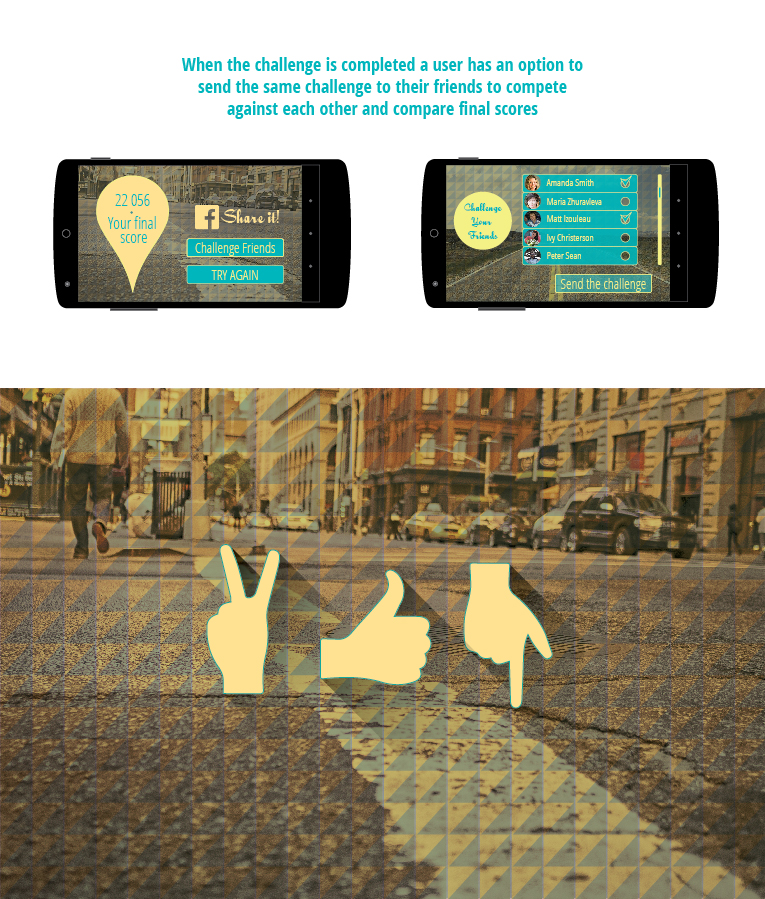 When the challenge is completed a user has an option to
send the same challenge to their friends to compete
against each other and compare final scores
22 056
Your final
score
Share it!
Challenge Friends
TRY AGAIN
Challenge
Your
Friends
Amanda Smith
Maria Zhuravleva
Matt Izouleau
Ivy Christerson
Peter Sean
Send the challenge